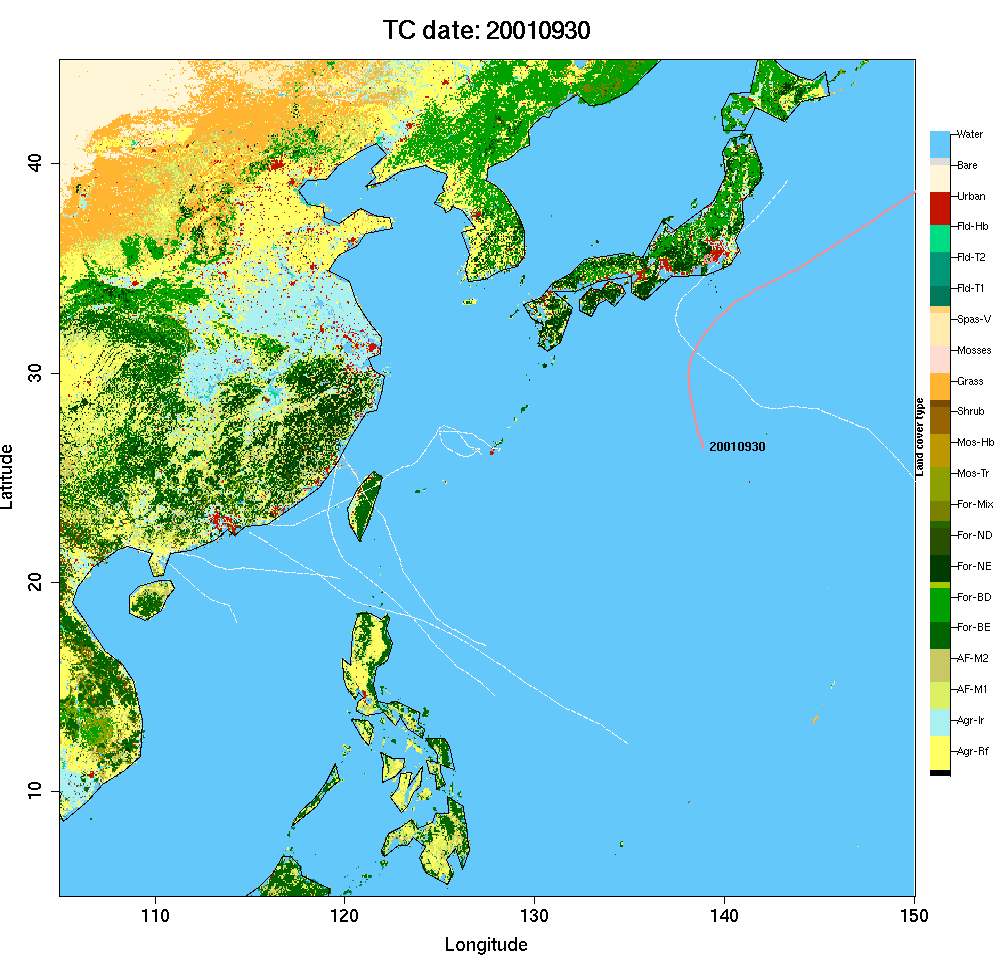 TC date: 20010930
Latitude
40
30
20
10
110
120
130
140
150
Longitude
20010930
Land cover type
Water
Bare
Urban
Fld-Hb
Fld-T2
Fld-T1
Spas-V
Mosses
Grass
Shrub
Mos-Hb
Mos-Tr
For-Mix
For-ND
For-NE
For-BD
For-BE
AF-M2
AF-M1
Agr-Ir
Agr-Rf